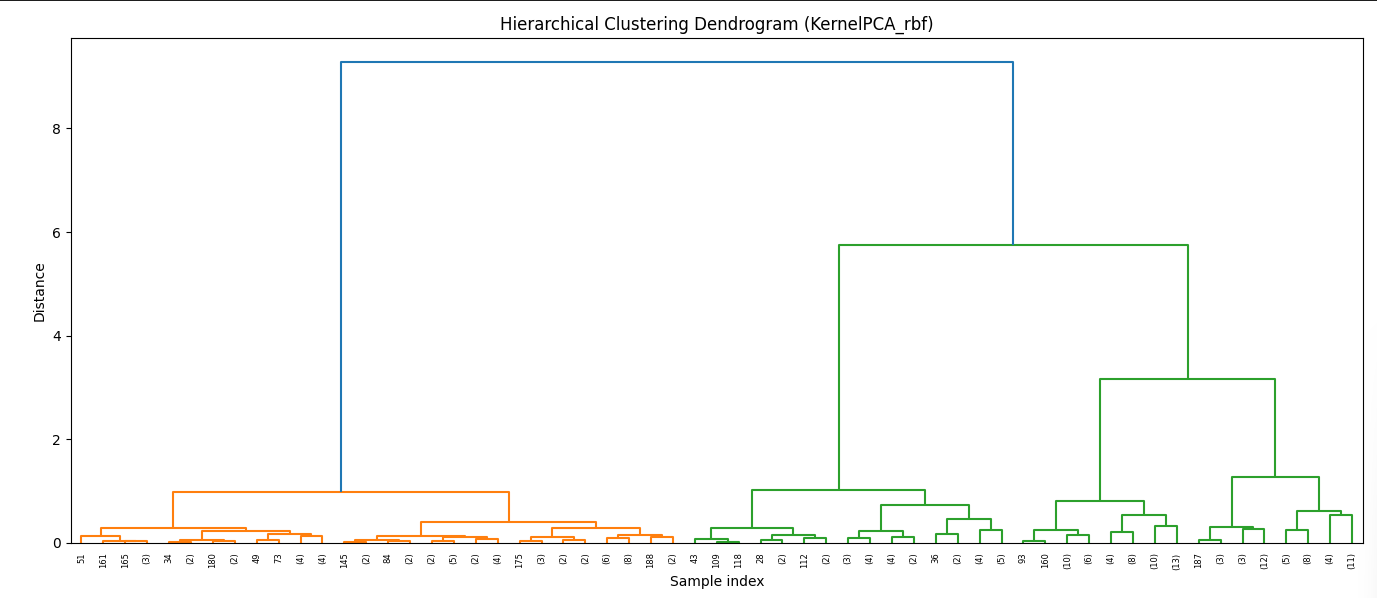 Hierarchical Clustering Dendrogram (KernelPCA_rbf)
8
6
4
2
0
Distance
51 161 165 (3) 34 (2) 180 (2) 49 73 (4) (4) 145 (2) 84 (2) (2) (5) (2) (4) 175 (3) (2) (2) (6) (8) 188 (2) 43 109 118 28 (2) 112 (2) (3) (4) (4) (2) 36 (2) (4) (5) 93 160 (10) (6) (4) (8) (10) (13) 187 (3) (3) (12) (5) (8) (4) (11)
Sample index